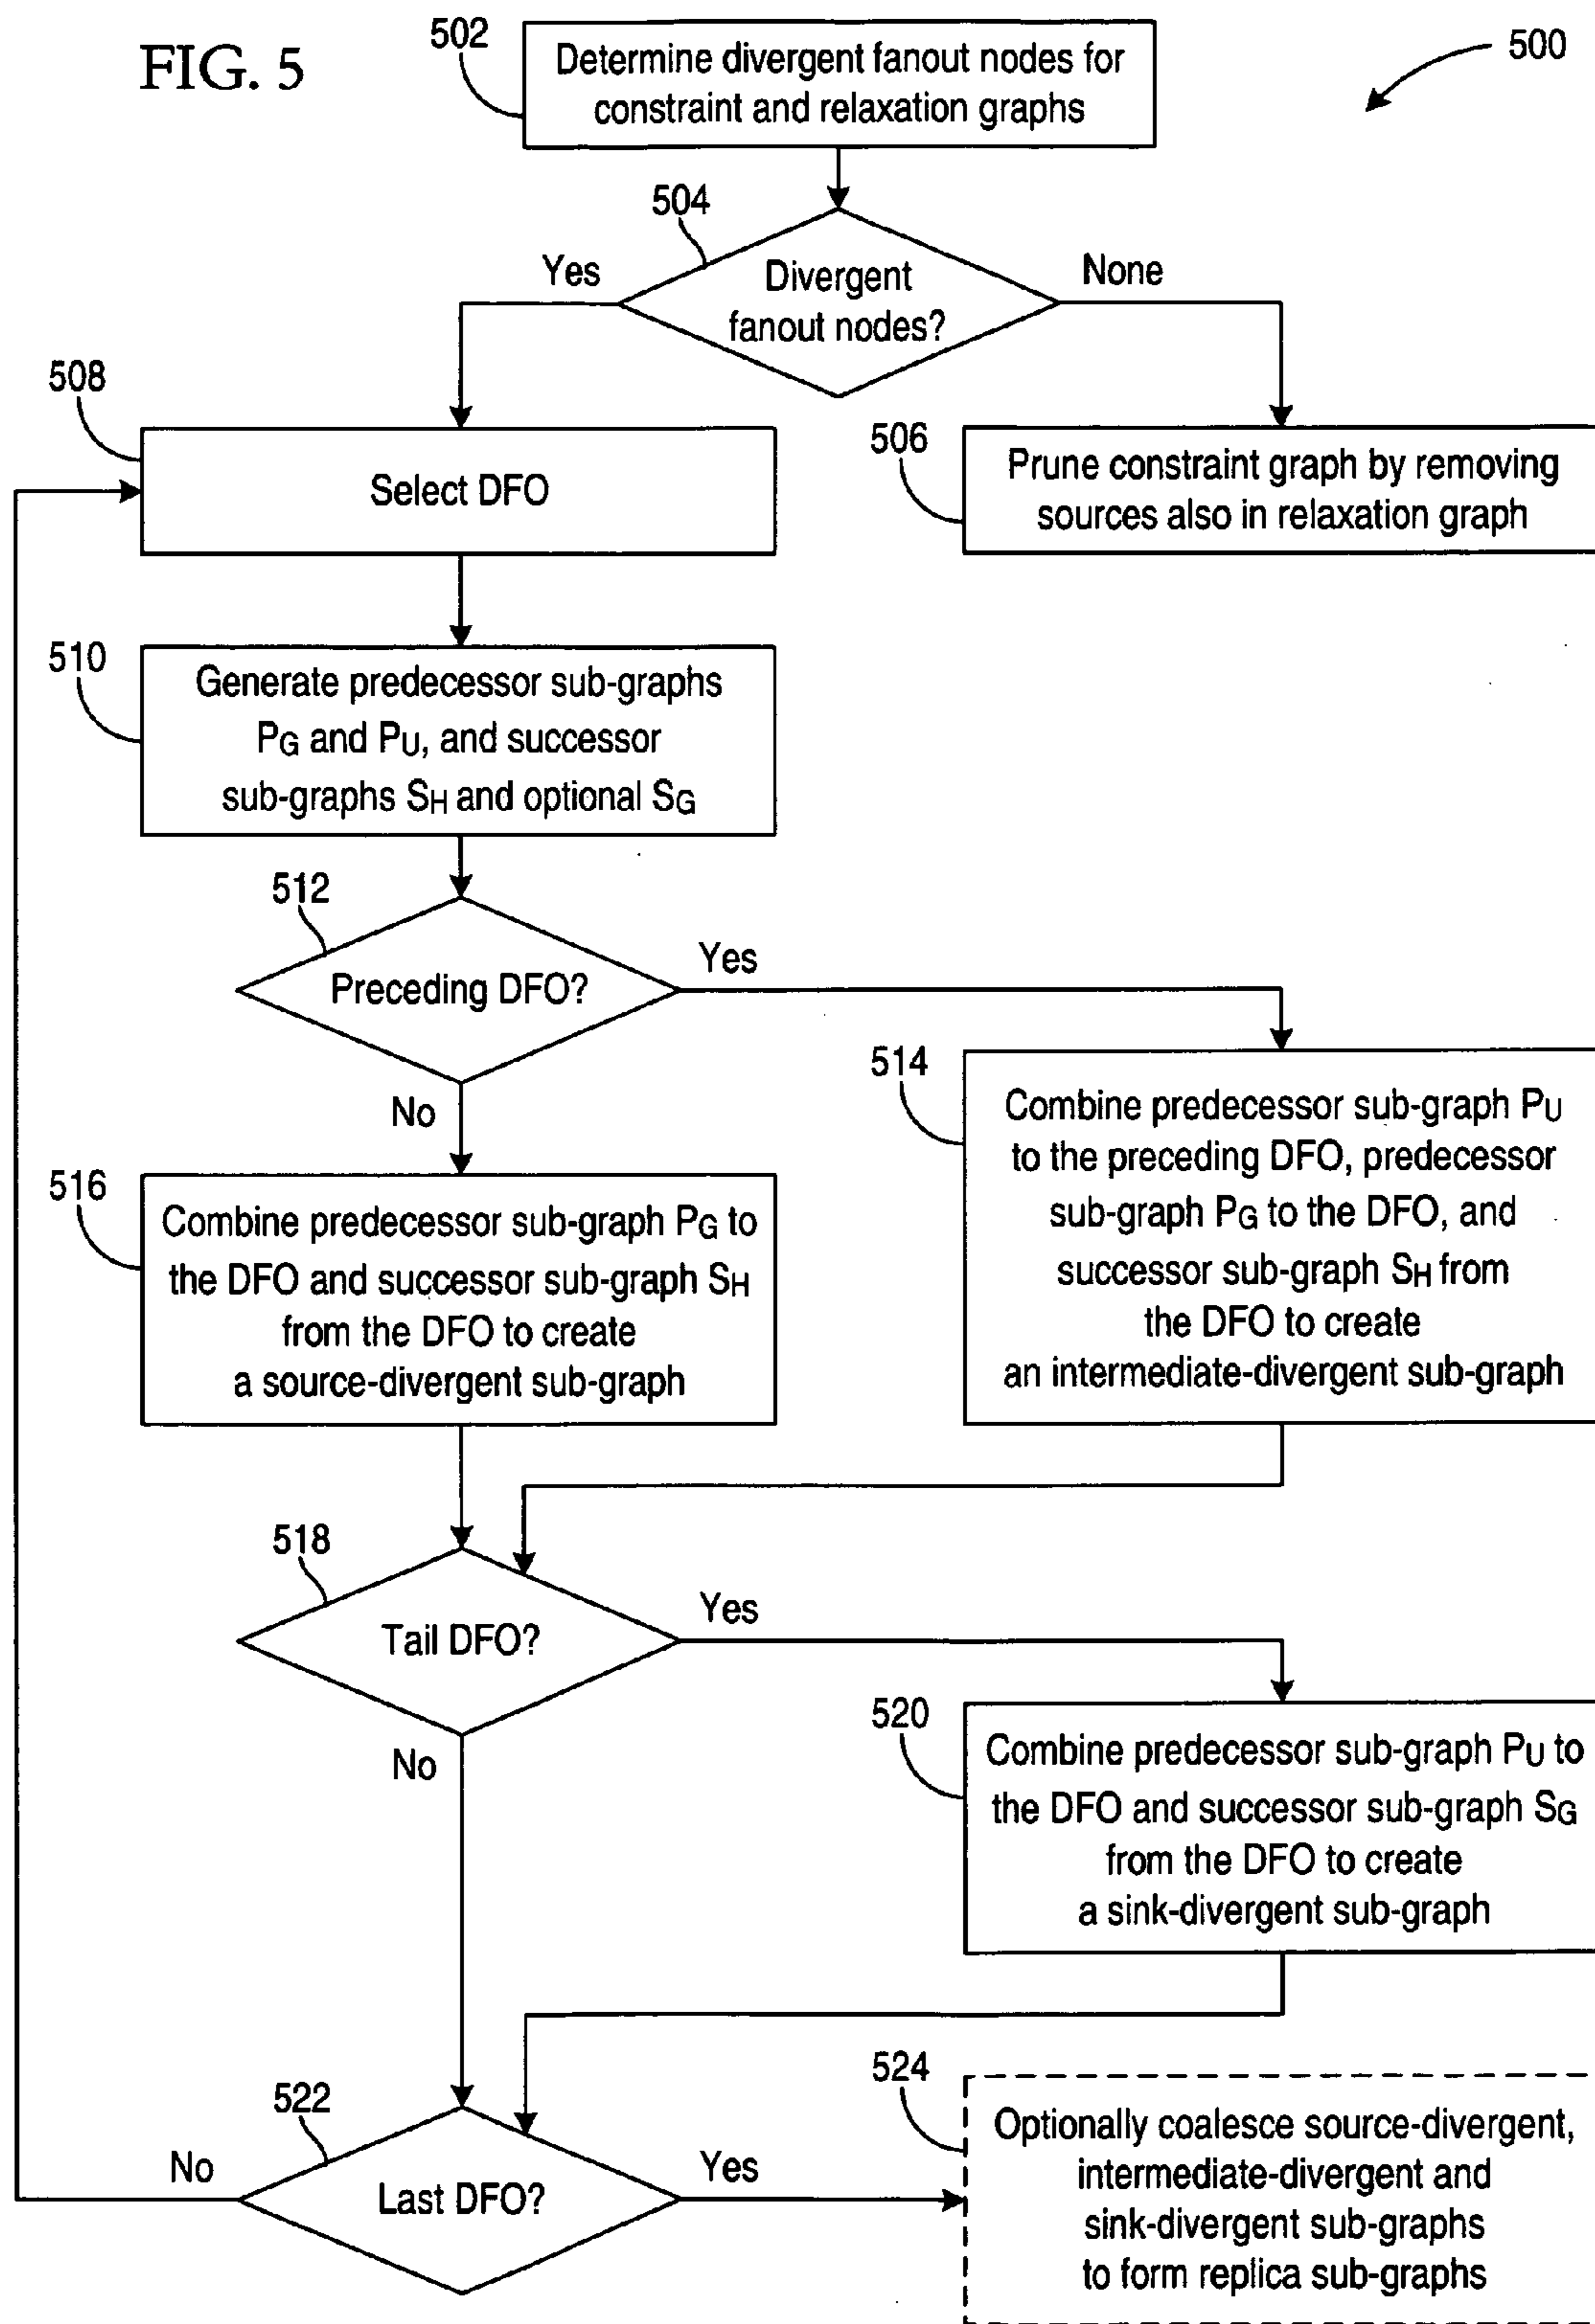 FIG. 5
500
502
Determine divergent fanout nodes for
constraint and relaxation graphs
504
Divergent
fanout nodes?
Yes
None
508
Select DFO
506
Prune constraint graph by removing
sources also in relaxation graph
510
Generate predecessor sub-graphs
PG and PU, and successor
sub-graphs SH and optional SG
512
Preceding DFO?
Yes
No
514
Combine predecessor sub-graph PU
to the preceding DFO, predecessor
sub-graph PG to the DFO, and
successor sub-graph SH from
the DFO to create
an intermediate-divergent sub-graph
516
Combine predecessor sub-graph PG to
the DFO and successor sub-graph SH
from the DFO to create
a source-divergent sub-graph
518
Tail DFO?
Yes
No
520
Combine predecessor sub-graph PU to
the DFO and successor sub-graph SG
from the DFO to create
a sink-divergent sub-graph
522
Last DFO?
No
Yes
524
Optionally coalesce source-divergent,
intermediate-divergent and
sink-divergent sub-graphs
to form replica sub-graphs